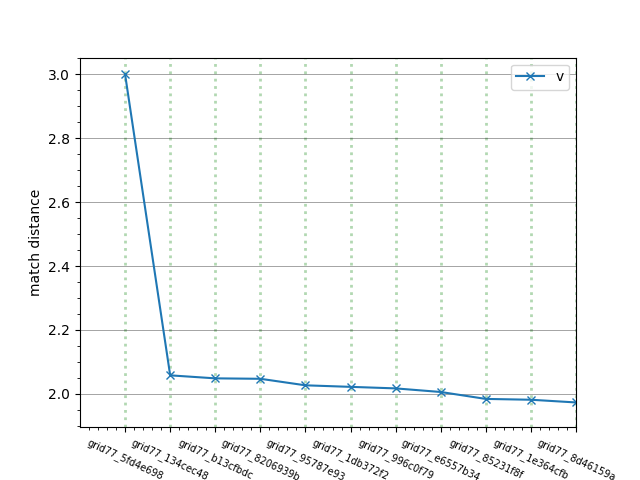 v
3.0
2.8
2.6
2.4
2.2
2.0
match distance
grid77_5fd4e698
grid77_134cec48
grid77_b13cfbdc
grid77_8206939b
grid77_95787e93
grid77_1db372f2
grid77_996c0f79
grid77_e6557b34
grid77_85231f8f
grid77_1e364cfb
grid77_8d46159a